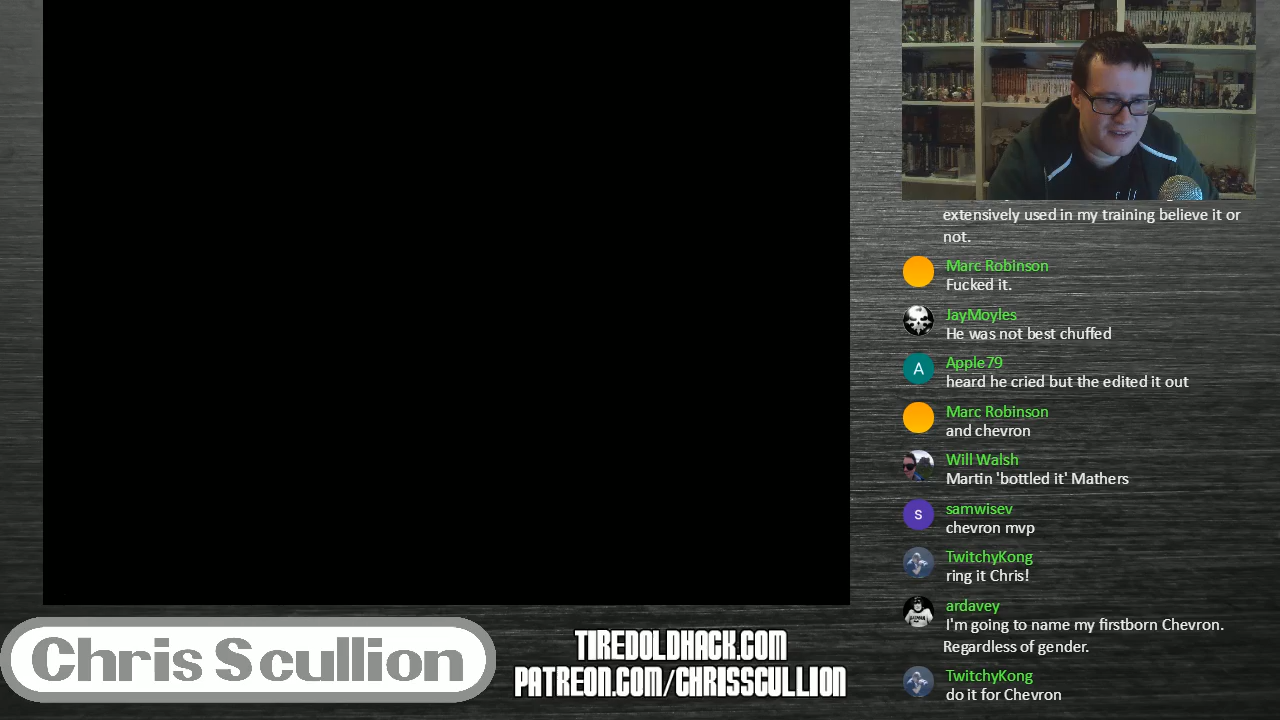 extensively used in my training believe it or
not.
Marc Robinson
Fucked it.
JayMoyles
He was not best chuffed
A
Apple79
heard he cried but the edited it out
Marc Robinson
and chevron
Will Walsh
Martin 'bottled it' Mathers
s
samwisev
chevron mvp
TwitchyKong
ring it Chris!
ardavey
I'm going to name my firstborn Chevron.
Regardless of gender.
TwitchyKong
do it for Chevron
Chris Scullion
TIREDOLDHACK.COM
PATREON.COM/CHRISSCULLION